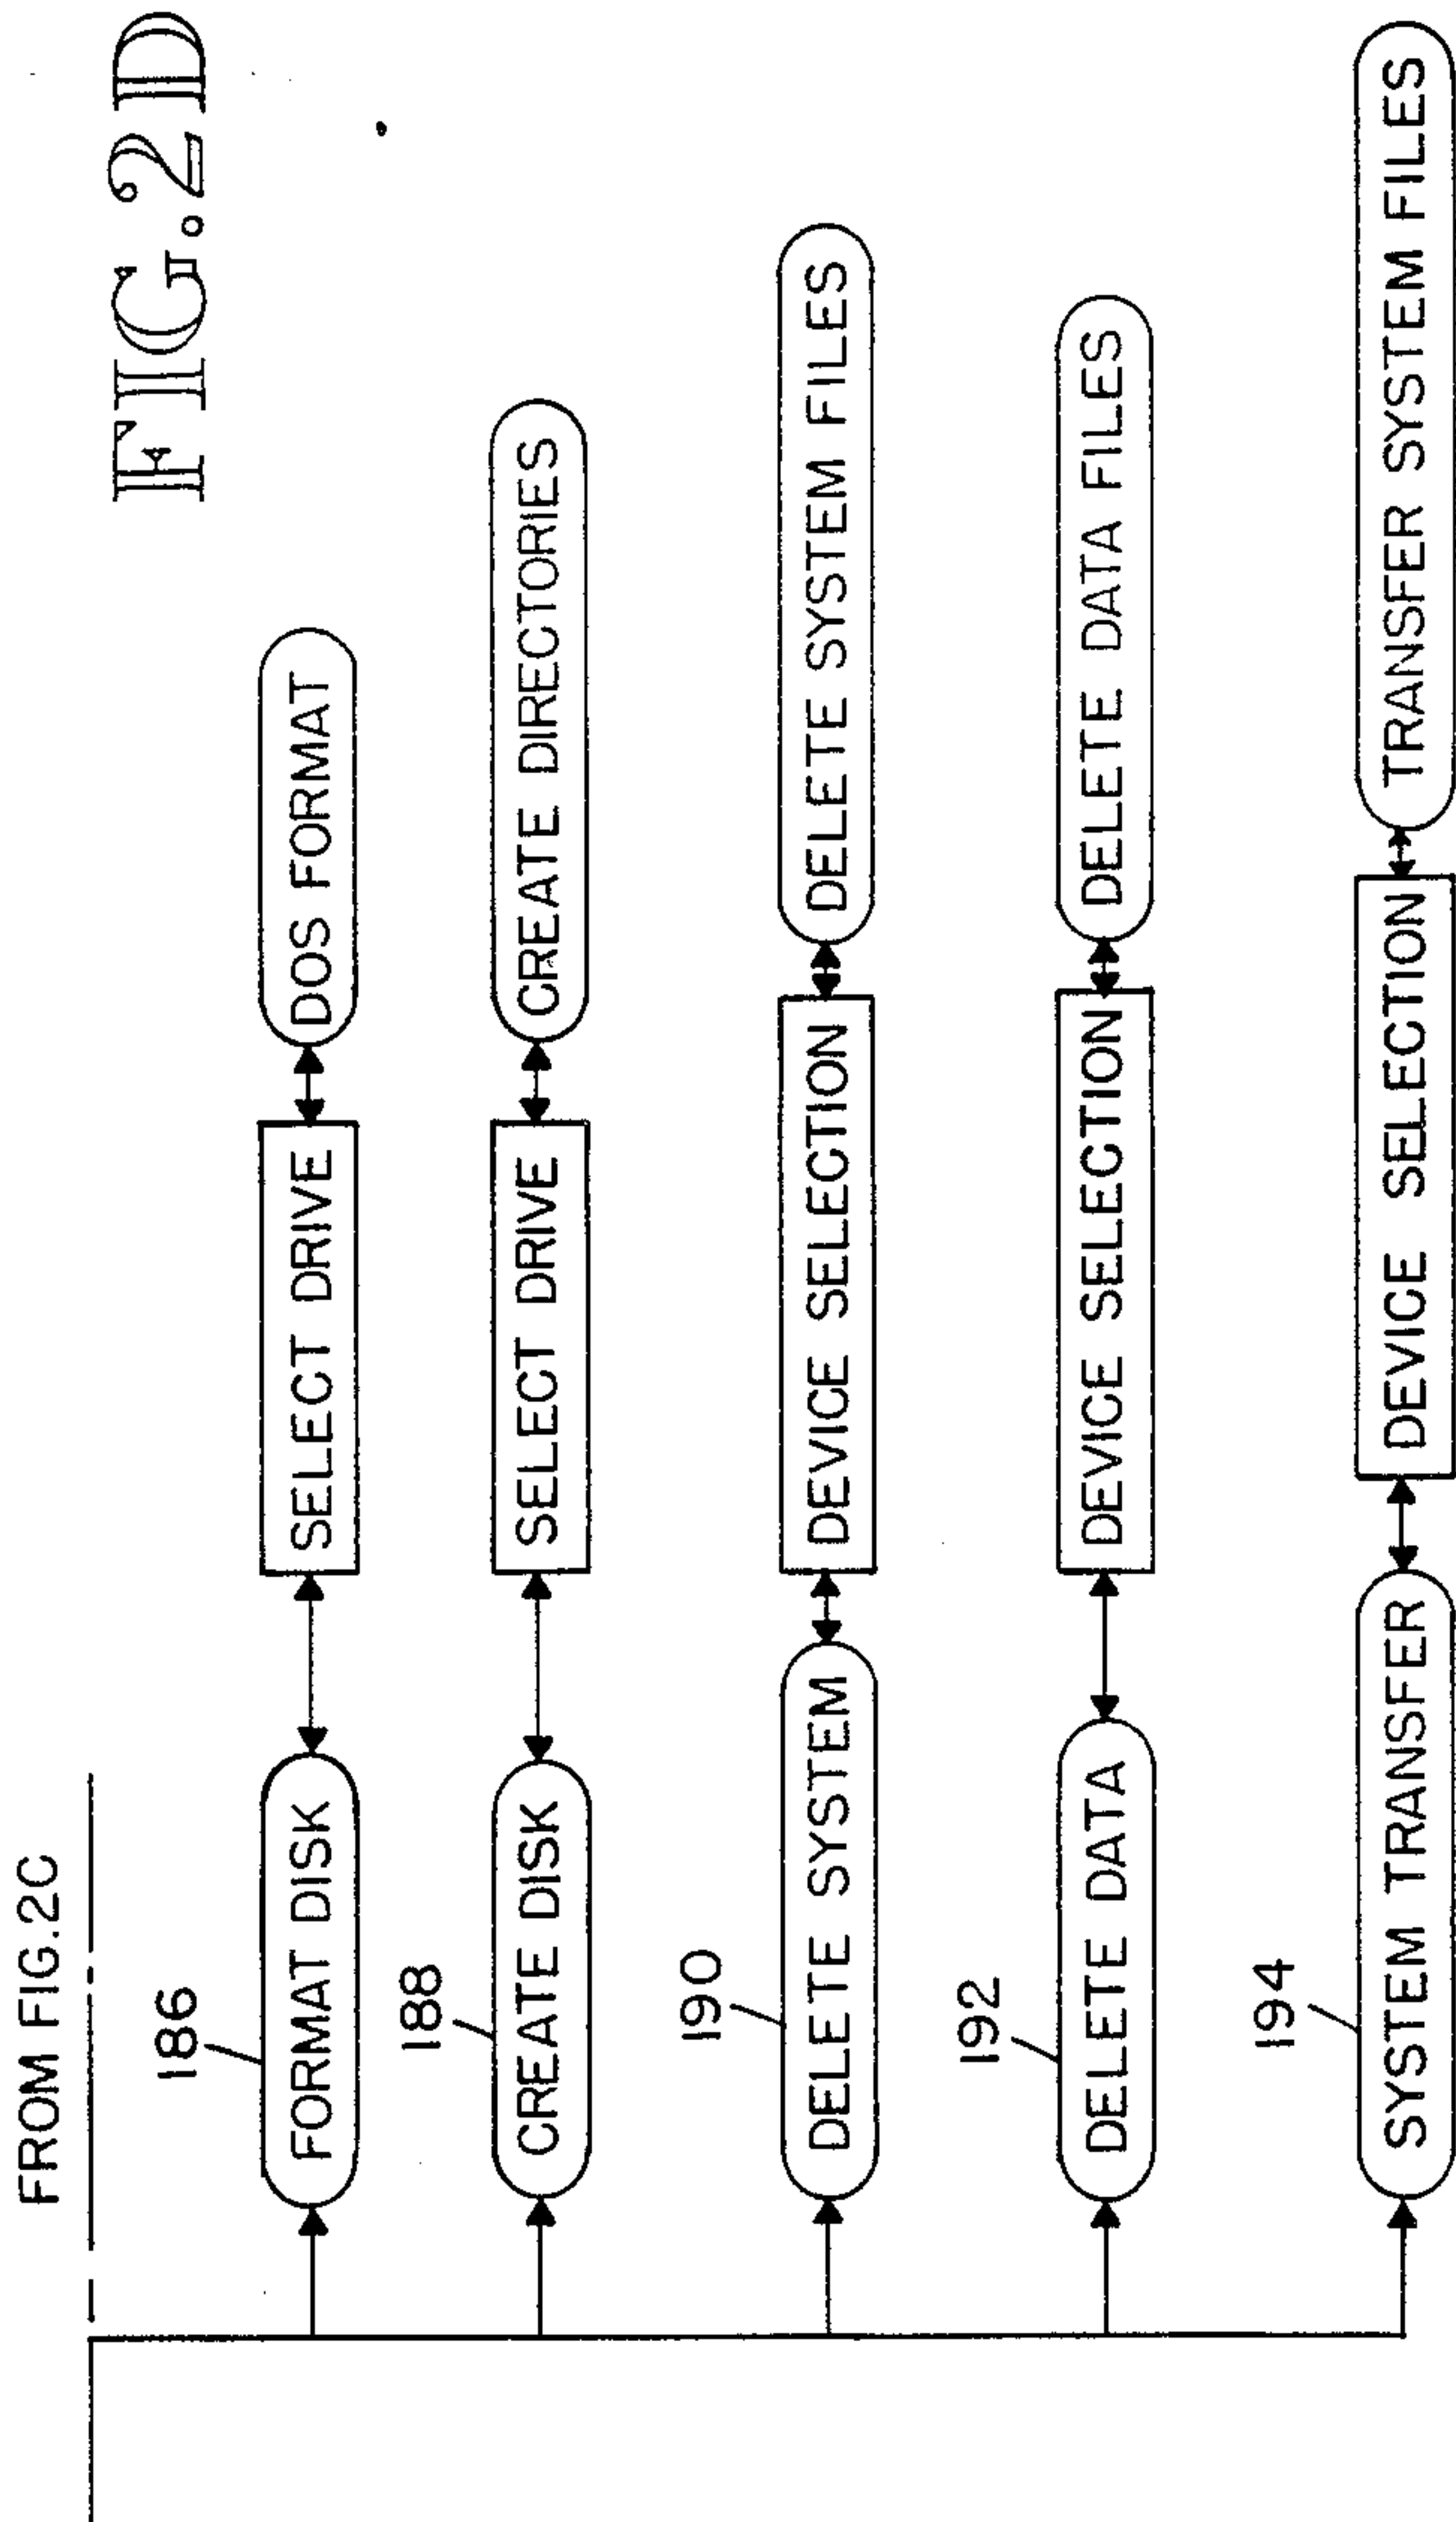 FROM FIG.2C
FIG.2D
186
FORMAT DISK
SELECT DRIVE
DOS FORMAT
188
CREATE DISK
SELECT DRIVE
CREATE DIRECTORIES
190
DELETE SYSTEM
DEVICE SELECTION
DELETE SYSTEM FILES
192
DELETE DATA
DEVICE SELECTION
DELETE DATA FILES
194
SYSTEM TRANSFER
DEVICE SELECTION
TRANSFER SYSTEM FILES